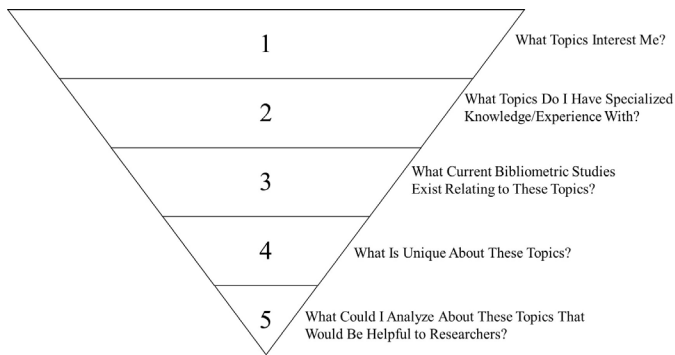 1
What Topics Interest Me?
2
What Topics Do I Have Specialized
Knowledge/Experience With?
3
What Current Bibliometric Studies
Exist Relating to These Topics?
4
What Is Unique About These Topics?
5
What Could I Analyze About These Topics That
Would Be Helpful to Researchers?